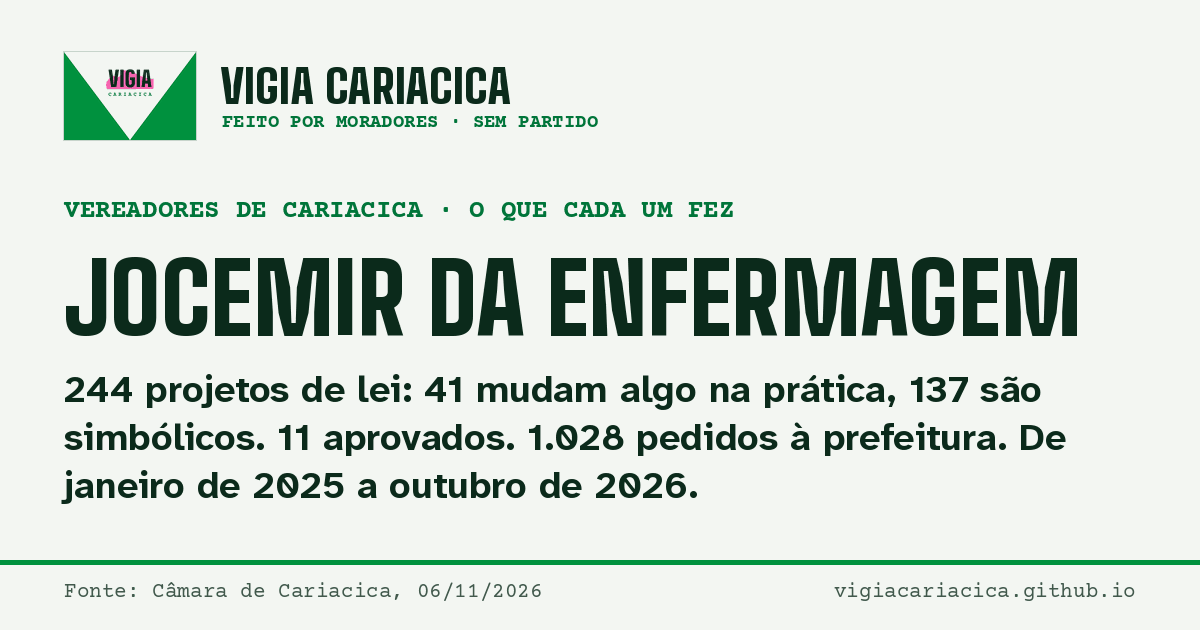 VIGIA
CARIACICA
VIGIA CARIACICA
FEITO POR MORADORES · SEM PARTIDO
VEREADORES DE CARIACICA · O QUE CADA UM FEZ
JOCEMIR DA ENFERMAGEM
244 projetos de lei: 41 mudam algo na prática, 137 são
simbólicos. 11 aprovados. 1.028 pedidos à prefeitura. De
janeiro de 2025 a outubro de 2026.
Fonte: Câmara de Cariacica, 06/11/2026
vigiacariacica.github.io